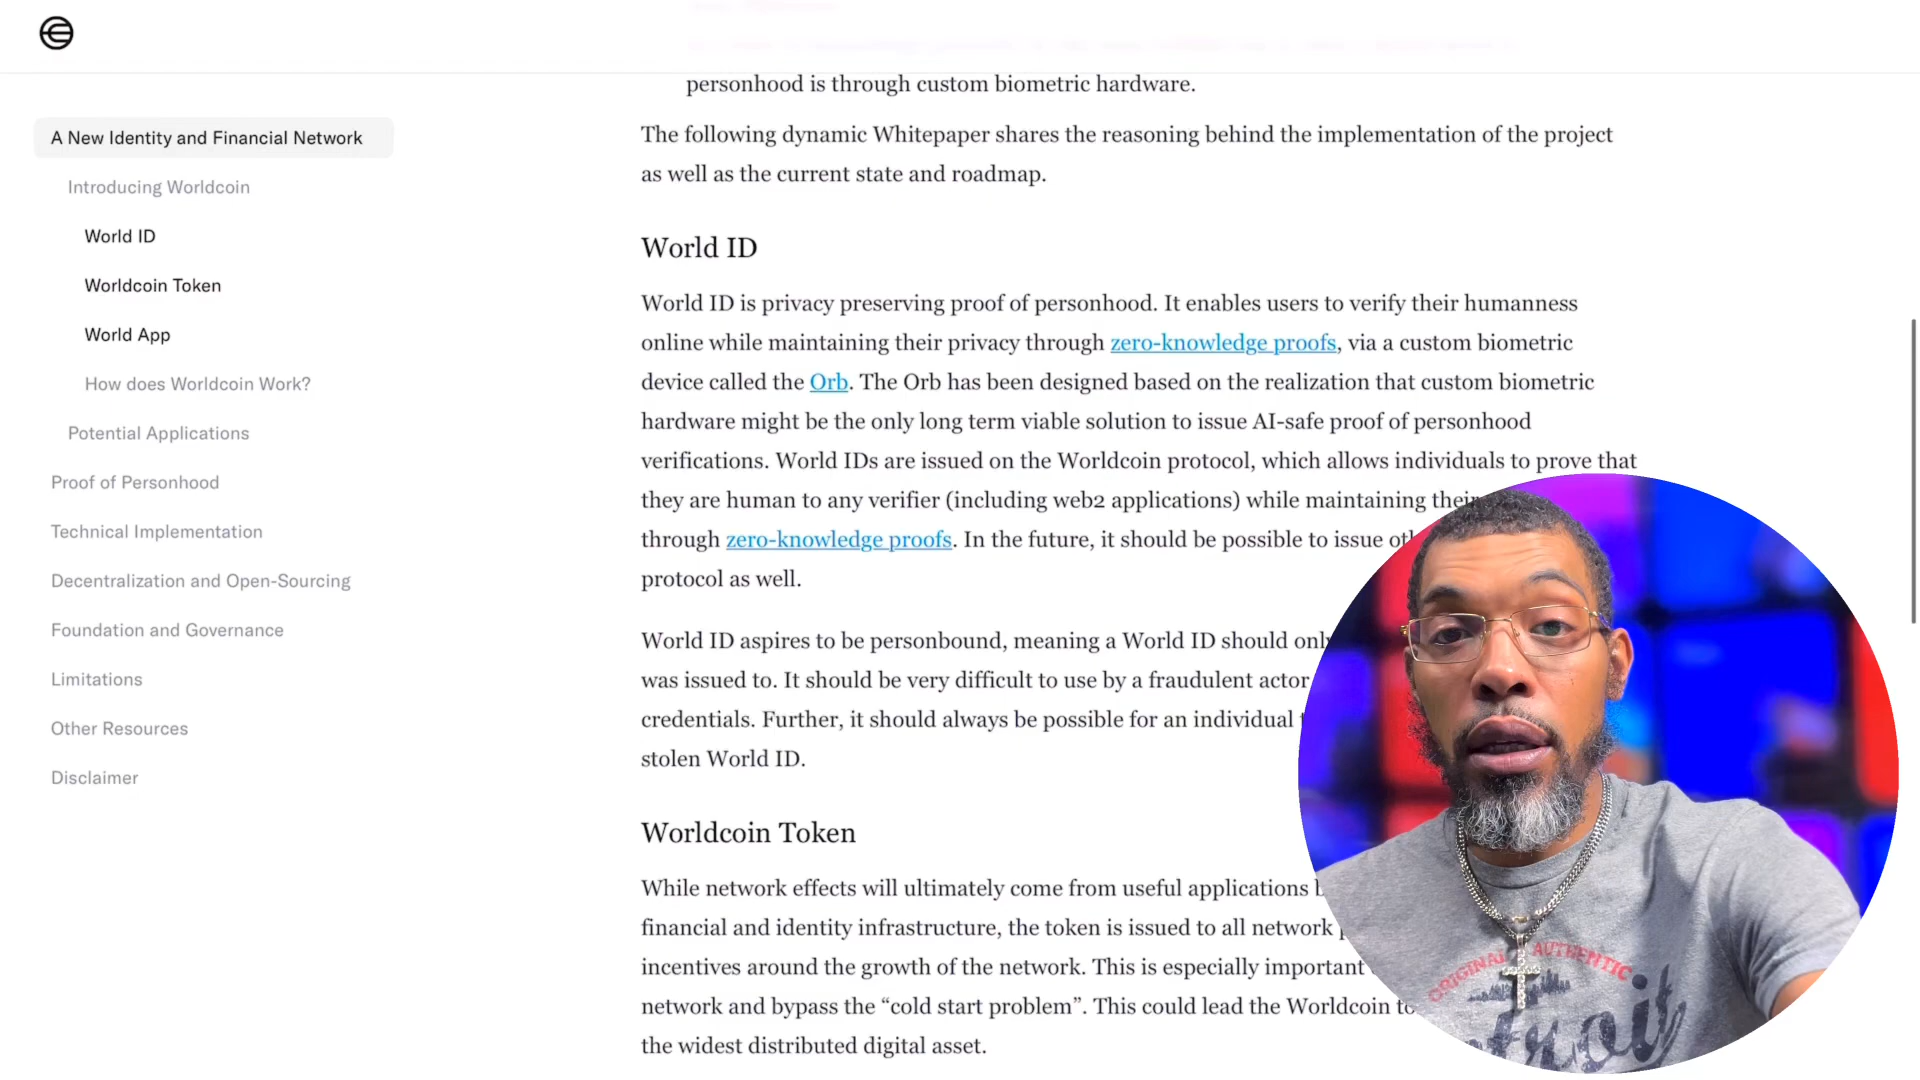 A New Identity and Financial Network
Introducing Worldcoin
World ID
Worldcoin Token
World App
How does Worldcoin Work?
Potential Applications
Proof of Personhood
Technical Implementation
Decentralization and Open-Sourcing
Foundation and Governance
Limitations
Other Resources
Disclaimer
personhood is through custom biometric hardware.
The following dynamic Whitepaper shares the reasoning behind the implementation of the project
as well as the current state and roadmap.
World ID
World ID is privacy preserving proof of personhood. It enables users to verify their humanness
online while maintaining their privacy through zero-knowledge proofs, via a custom biometric
device called the Orb. The Orb has been designed based on the realization that custom biometric
hardware might be the only long term viable solution to issue AI-safe proof of personhood
verifications. World IDs are issued on the Worldcoin protocol, which allows individuals to prove that
they are human to any verifier (including web2 applications) while maintaining their
through zero-knowledge proofs. In the future, it should be possible to issue
protocol as well.
World ID aspires to be personbound, meaning a World ID should
was issued to. It should be very difficult to use by a fraudulent actor
credentials. Further, it should always be possible for an individual
stolen World ID.
Worldcoin Token
While network effects will ultimately come from useful applications
financial and identity infrastructure, the token is issued to all network
incentives around the growth of the network. This is especially important
network and bypass the “cold start problem”. This could lead the Worldcoin
the widest distributed digital asset.
ORIGINAL AUTHENTIC
Detroit